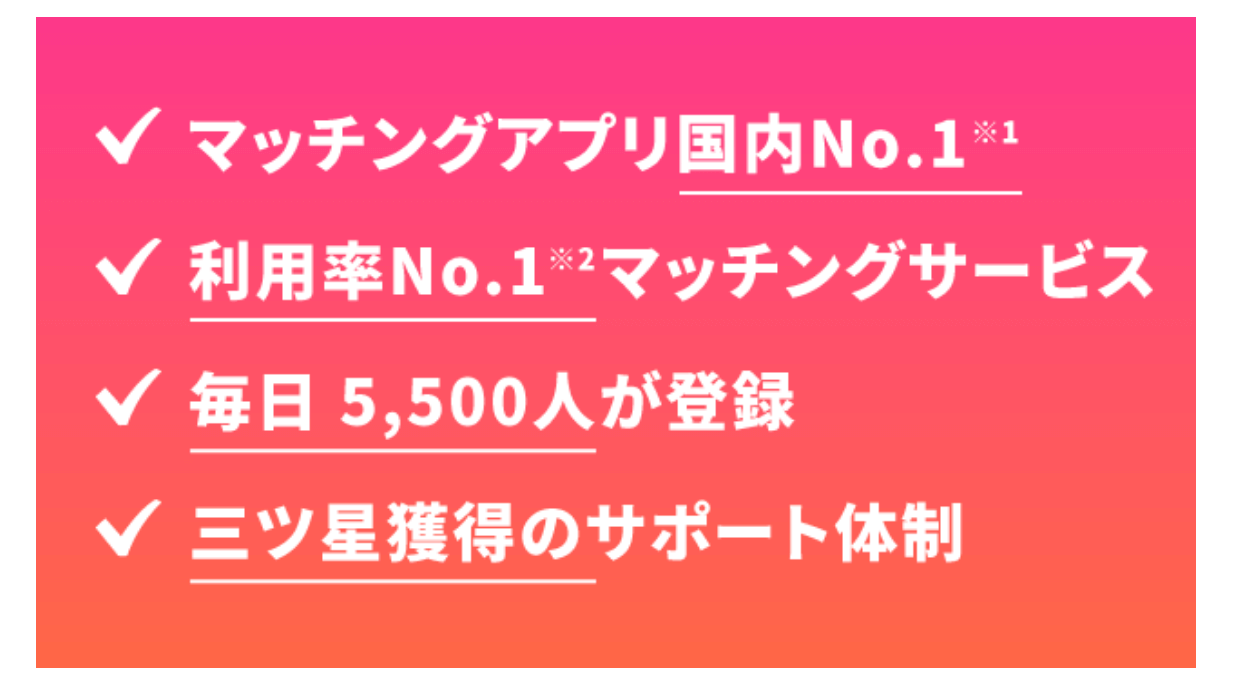 ✓ マッチングアプリ国内No.1※1
✓ 利用率No.1※2マッチングサービス
✓ 毎日 5,500人が登録
✓ 三ツ星獲得のサポート体制